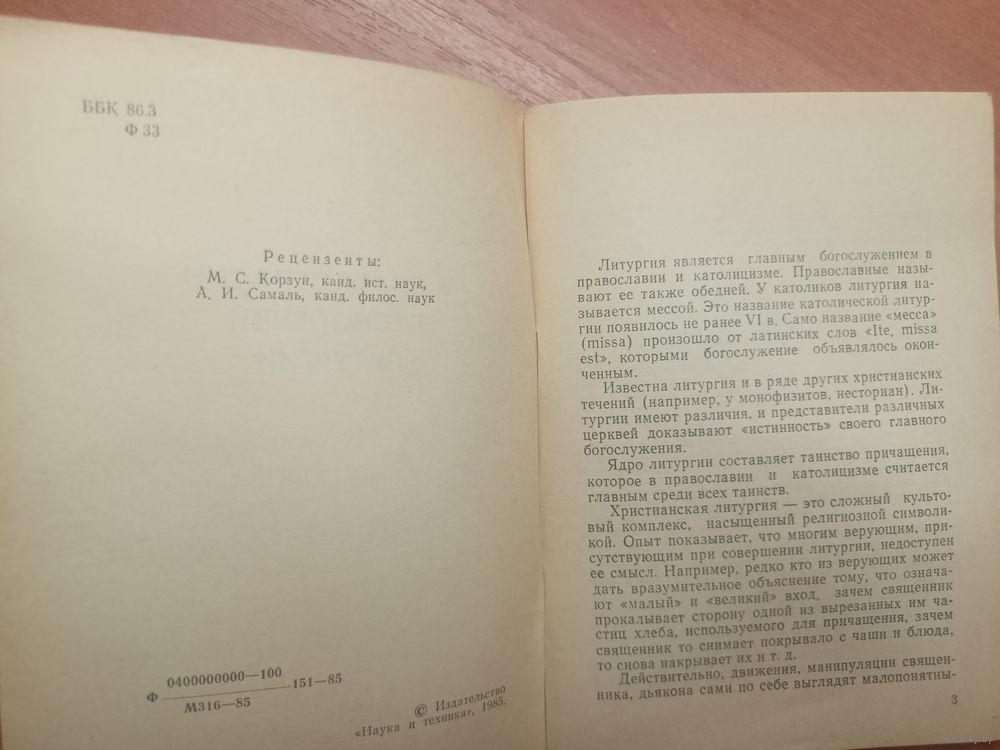 ББК 86.3
Ф 33
Рецензенты:
М. С. Корзун, канд. ист. наук,
А. И. Самаль, канд. филос. наук
0400000000—100
Ф 151—85
М316—85
© Издательство
«Наука и техника», 1985.
Литургия является главным богослужением в
православии и католицизме. Православные назы-
вают ее также обедней. У католиков литургия на-
зывается мессой. Это название католической литур-
гии появилось не ранее VI в. Само название «месса»
(missa) произошло от латинских слов «Ite, missa
est», которыми богослужение объявлялось окон-
ченным.
Известна литургия и в ряде других христианских
течений (например, у монофизитов, несториан). Ли-
тургии имеют различия, и представители различных
церквей доказывают «истинность» своего главного
богослужения.
Ядро литургии составляет таинство причащения,
которое в православии и католицизме считается
главным среди всех таинств.
Христианская литургия — это сложный культо-
вый комплекс, насыщенный религиозной символи-
кой. Опыт показывает, что многим верующим, при-
сутствующим при совершении литургии, недоступен
ее смысл. Например, редко кто из верующих может
дать вразумительное объяснение тому, что означа-
ют «малый» и «великий» вход, зачем священник
прокалывает сторону одной из вырезанных им ча-
стиц хлеба, используемого для причащения, зачем
священник то снимает покрывало с чаши и блюда,
то снова накрывает их и т. д.
Действительно, движения, манипуляции священ-
ника, дьякона сами по себе выглядят малопонятны-
3